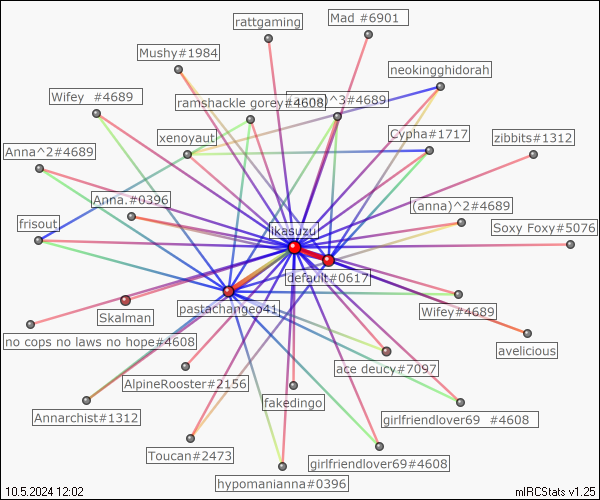 Mad #6901
rattgaming
Mushy#1984
neokingghidorah
Wifey #4689
ramshackle gorey#4608
)^3#4689
xenoyaut
Cypha#1717
zibbits#1312
Anna^2#4689
Anna.#0396
(anna)^2#4689
frisout
ikasuzu
Soxy Foxy#5076
default#0617
pastachangeo41
Skalman
Wifey#4689
no cops no laws no hope#4608
avelicious
ace deucy#7097
AlpineRooster#2156
fakedingo
Annarchist#1312
girlfriendlover69 #4608
Toucan#2473
girlfriendlover69#4608
hypomanianna#0396
10.5.2024 12:02
mIRCStats v1.25